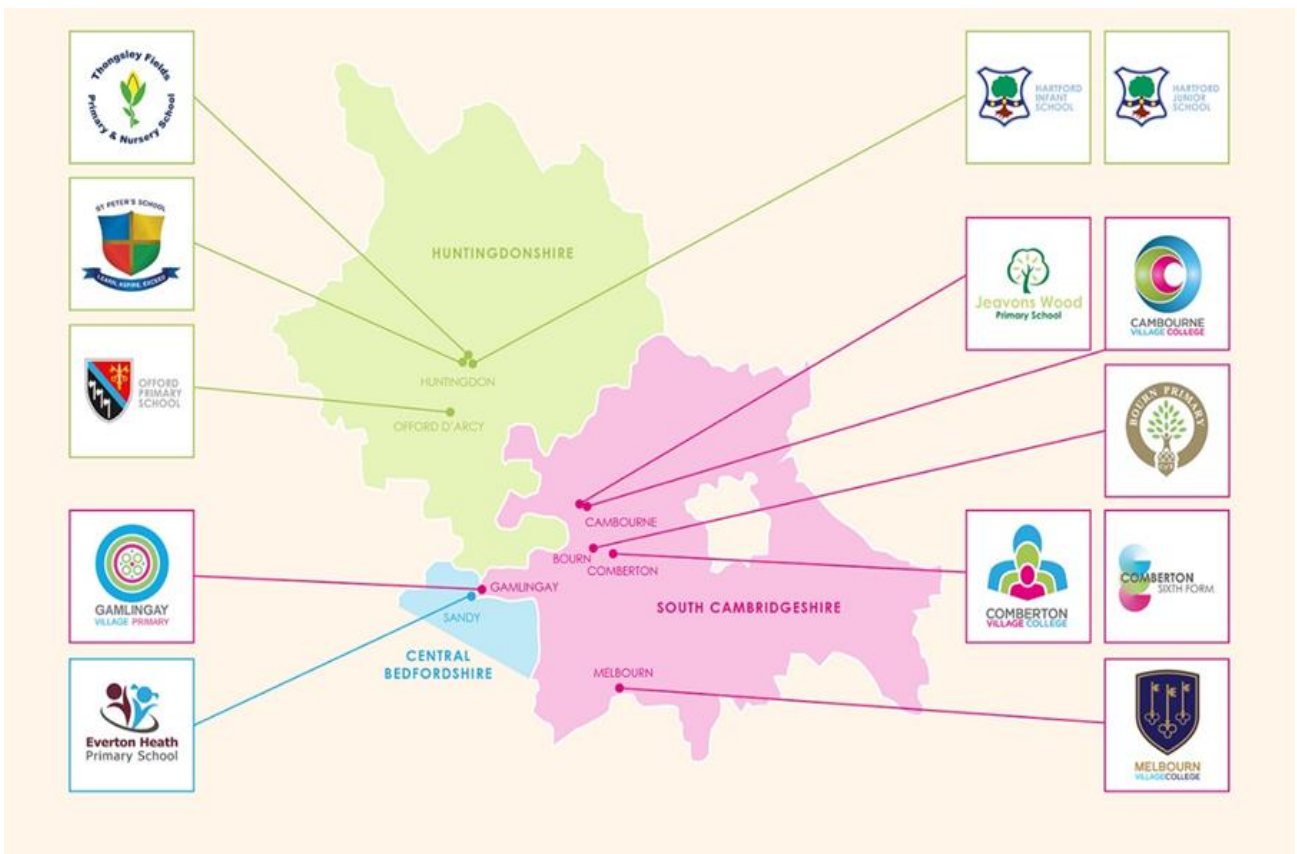 Thongsley Fields
Primary & Nursery School
ST PETER'S SCHOOL
LEARN, ASPIRE, EXCEED
OFFORD
PRIMARY
SCHOOL
GAMLINGAY
VILLAGE PRIMARY
Everton Heath
Primary School
HUNTINGDONSHIRE
HUNTINGDON
OFFORD D'ARCY
CAMBOURNE
BOURN
COMBERTON
GAMLINGAY
SANDY
SOUTH CAMBRIDGESHIRE
CENTRAL
BEDFORDSHIRE
MELBOURN
HARTFORD
INFANT
SCHOOL
HARTFORD
JUNIOR
SCHOOL
Jeavons Wood
Primary School
CAMBOURNE
VILLAGE COLLEGE
BOURN PRIMARY
COMBERTON
VILLAGE COLLEGE
COMBERTON
SIXTH FORM
MELBOURN
VILLAGECOLLEGE